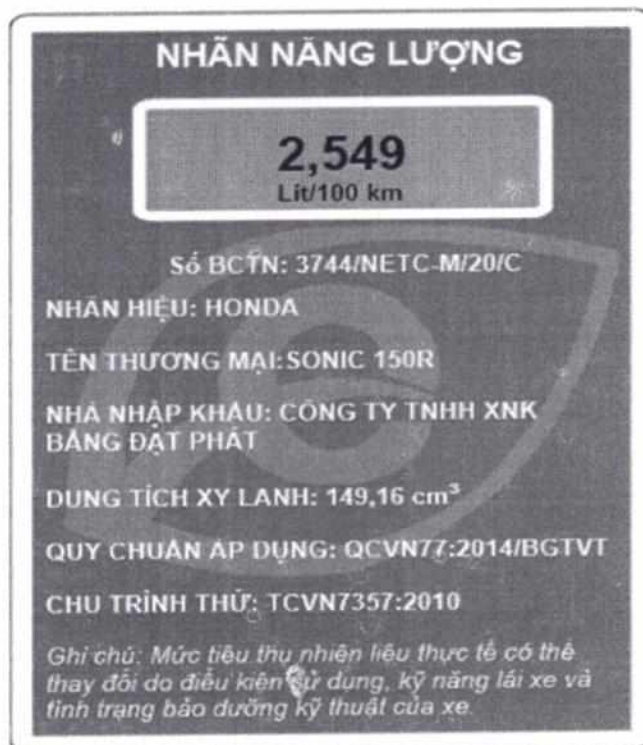 NHÃN NĂNG LƯỢNG
2,549
Lít/100 km
Số BCTN: 3744/NETC-M/20/C
NHÃN HIỆU: HONDA
TÊN THƯƠNG MẠI: SONIC 150R
NHÀ NHẬP KHẨU: CÔNG TY TNHH XNK
BẰNG ĐẠT PHÁT
DUNG TÍCH XY LANH: 149,16 cm³
QUY CHUẨN ÁP DỤNG: QCVN77:2014/BGTVT
CHU TRÌNH THỬ: TCVN7357:2010
Ghi chú: Mức tiêu thụ nhiên liệu thực tế có thể
thay đổi do điều kiện sử dụng, kỹ năng lái xe và
tình trạng bảo dưỡng kỹ thuật của xe.